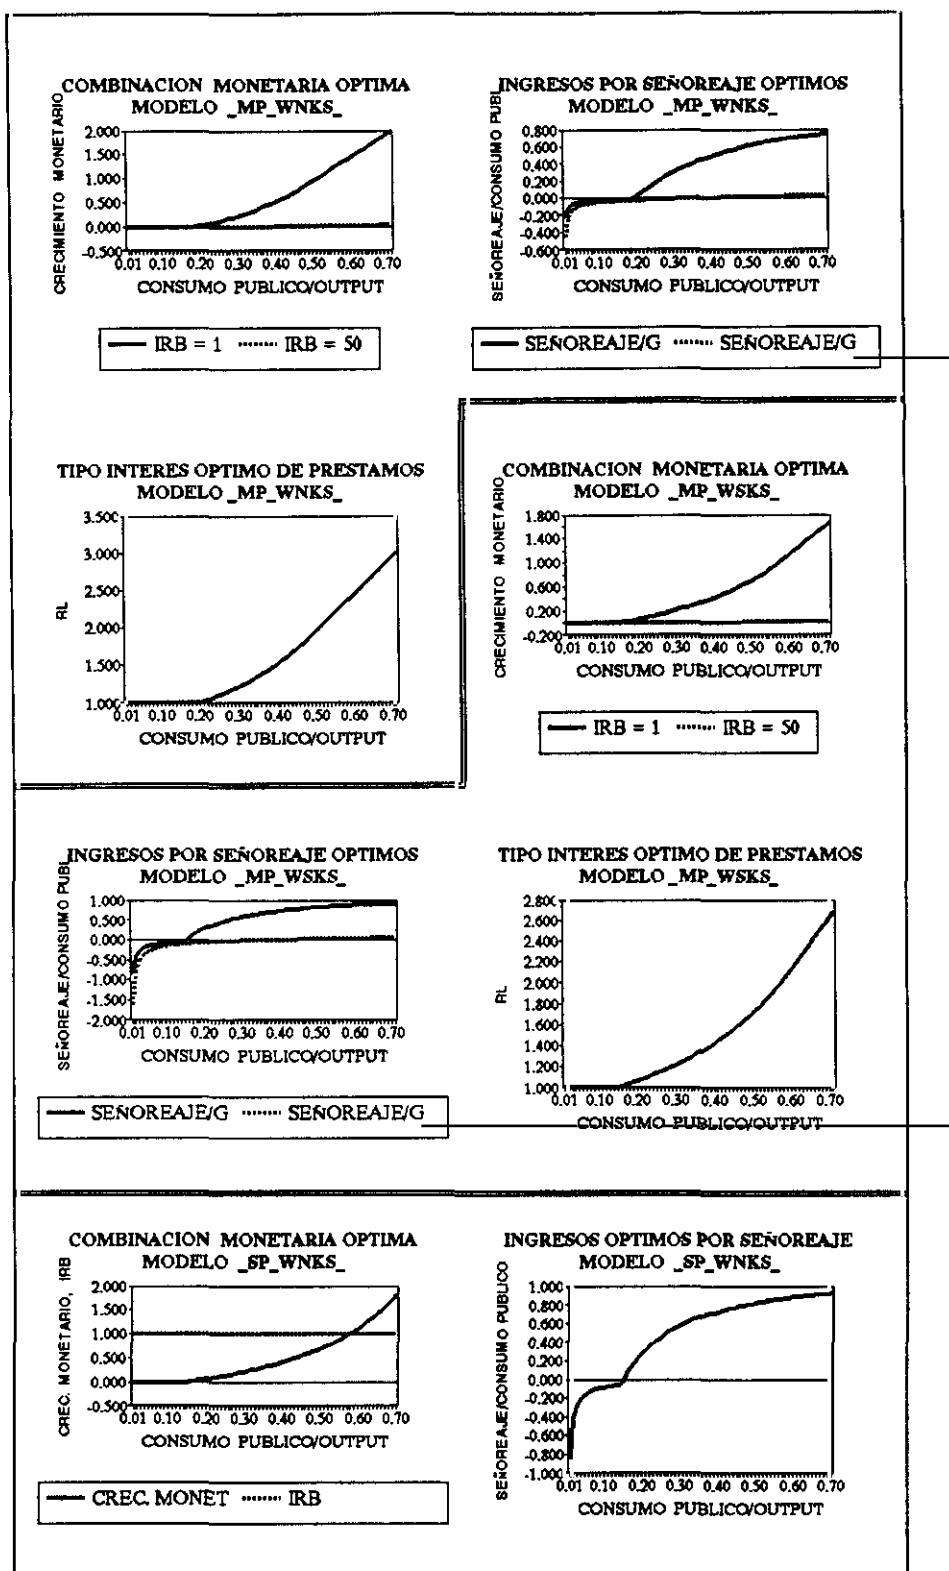 COMBINACION MONETARIA OPTIMA
MODELO _MP_WNKS_
CRECIMIENTO MONETARIO
2.000
1.500
1.000
0.500
0.000
-0.500
0.01 0.10 0.20 0.30 0.40 0.50 0.60 0.70
CONSUMO PUBLICO/OUTPUT
IRB = 1 IRB = 50
INGRESOS POR SEÑOREAJE OPTIMOS
MODELO _MP_WNKS_
SEÑOREAJE/CONSUMO PUBL
0.800
0.600
0.400
0.200
0.000
-0.200
-0.400
-0.600
0.01 0.10 0.20 0.30 0.40 0.50 0.60 0.70
CONSUMO PUBLICO/OUTPUT
SEÑOREAJE/G SEÑOREAJE/G
TIPO INTERES OPTIMO DE PRESTAMOS
MODELO _MP_WNKS_
RL
3.500
3.000
2.500
2.000
1.500
1.000
0.01 0.10 0.20 0.30 0.40 0.50 0.60 0.70
CONSUMO PUBLICO/OUTPUT
COMBINACION MONETARIA OPTIMA
MODELO _MP_WSKS_
CRECIMIENTO MONETARIO
1.800
1.400
1.000
0.600
0.200
-0.200
0.01 0.10 0.20 0.30 0.40 0.50 0.60 0.70
CONSUMO PUBLICO/OUTPUT
IRB = 1 IRB = 50
INGRESOS POR SEÑOREAJE OPTIMOS
MODELO _MP_WSKS_
SEÑOREAJE/CONSUMO PUBL
1.000
0.500
0.000
-0.500
-1.000
-1.500
-2.000
0.01 0.10 0.20 0.30 0.40 0.50 0.60 0.70
CONSUMO PUBLICO/OUTPUT
SEÑOREAJE/G SEÑOREAJE/G
TIPO INTERES OPTIMO DE PRESTAMOS
MODELO _MP_WSKS_
RL
2.800
2.600
2.400
2.200
2.000
1.800
1.600
1.400
1.200
1.000
0.01 0.10 0.20 0.30 0.40 0.50 0.60 0.70
CONSUMO PUBLICO/OUTPUT
COMBINACION MONETARIA OPTIMA
MODELO _SP_WNKS_
CREC. MONETARIO, IRB
2.000
1.500
1.000
0.500
0.000
-0.500
0.01 0.10 0.20 0.30 0.40 0.50 0.60 0.70
CONSUMO PUBLICO/OUTPUT
CREC. MONET IRB
INGRESOS OPTIMOS POR SEÑOREAJE
MODELO _SP_WNKS_
SEÑOREAJE/CONSUMO PUBLICO
1.000
0.800
0.600
0.400
0.200
0.000
-0.200
-0.400
-0.600
-0.800
-1.000
0.01 0.10 0.20 0.30 0.40 0.50 0.60 0.70
CONSUMO PUBLICO/OUTPUT